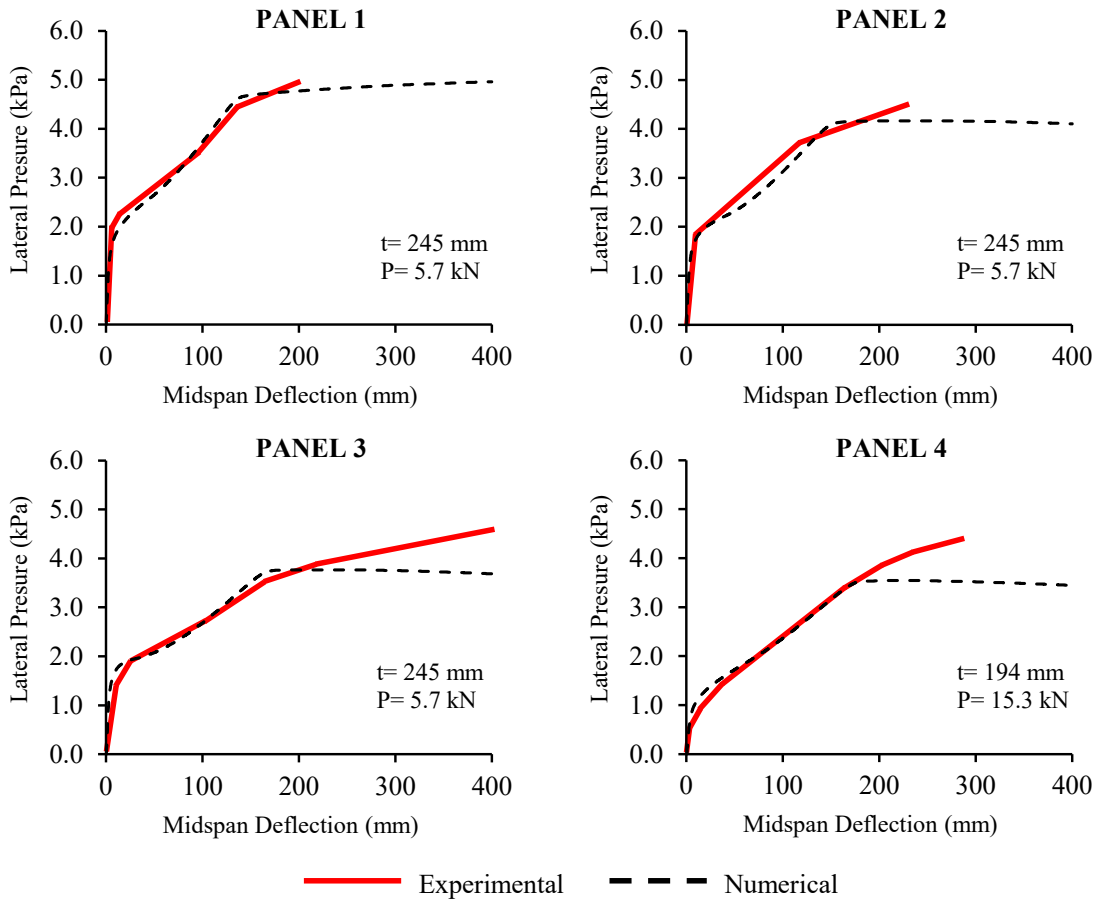 PANEL 1
6.0
5.0
4.0
3.0
2.0
1.0
0.0
Lateral Presure (kPa)
t= 245 mm
P= 5.7 kN
0 100 200 300 400
Midspan Deflection (mm)
PANEL 2
6.0
5.0
4.0
3.0
2.0
1.0
0.0
Lateral Presure (kPa)
t= 245 mm
P= 5.7 kN
0 100 200 300 400
Midspan Deflection (mm)
PANEL 3
6.0
5.0
4.0
3.0
2.0
1.0
0.0
Lateral Presure (kPa)
t= 245 mm
P= 5.7 kN
0 100 200 300 400
Midspan Deflection (mm)
PANEL 4
6.0
5.0
4.0
3.0
2.0
1.0
0.0
Lateral Presure (kPa)
t= 194 mm
P= 15.3 kN
0 100 200 300 400
Midspan Deflection (mm)
Experimental Numerical